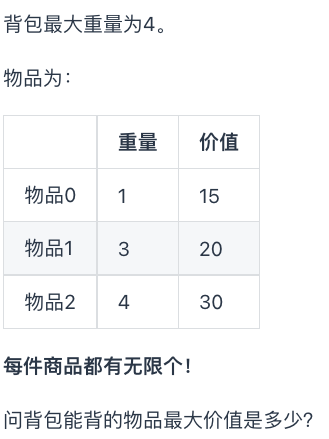 背包最大重量为4。
物品为：
重量 价值
物品0 1 15
物品1 3 20
物品2 4 30
每件商品都有无限个！
问背包能背的物品最大价值是多少？